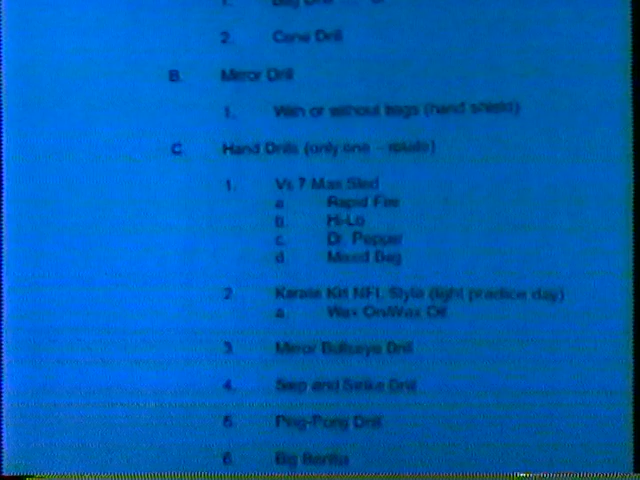 1. Bag Drill
2. Cone Drill
B. Mirror Drill
1. With or without bags (hand shield)
C. Hand Drills (only one - rotate)
1. Vs 7 Man Sled
a. Rapid Fire
b. Hi-Lo
c. Dr. Pepper
d. Mixed Bag
2. Karate Kid NFL Style (light practice day)
a. Wax On/Wax Off
3. Mirror Bullseye Drill
4. Step and Strike Drill
5. Ping-Pong Drill
6. Big Bertha